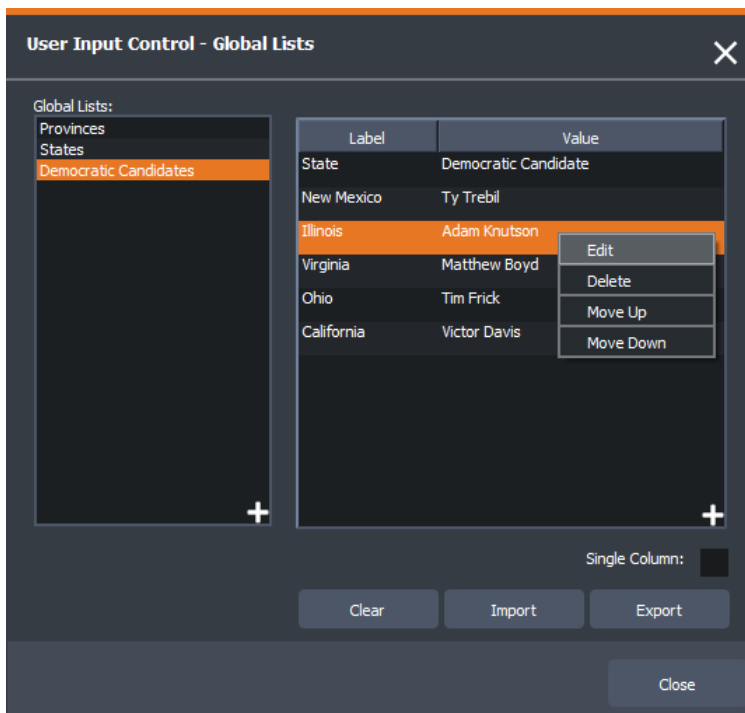 User Input Control - Global Lists
Global Lists:
Provinces
States
Democratic Candidates
Label Value
State Democratic Candidate
New Mexico Ty Trebil
Illinois Adam Knutson
Virginia Matthew Boyd
Ohio Tim Frick
California Victor Davis
Edit
Delete
Move Up
Move Down
Single Column:
Clear Import Export
Close